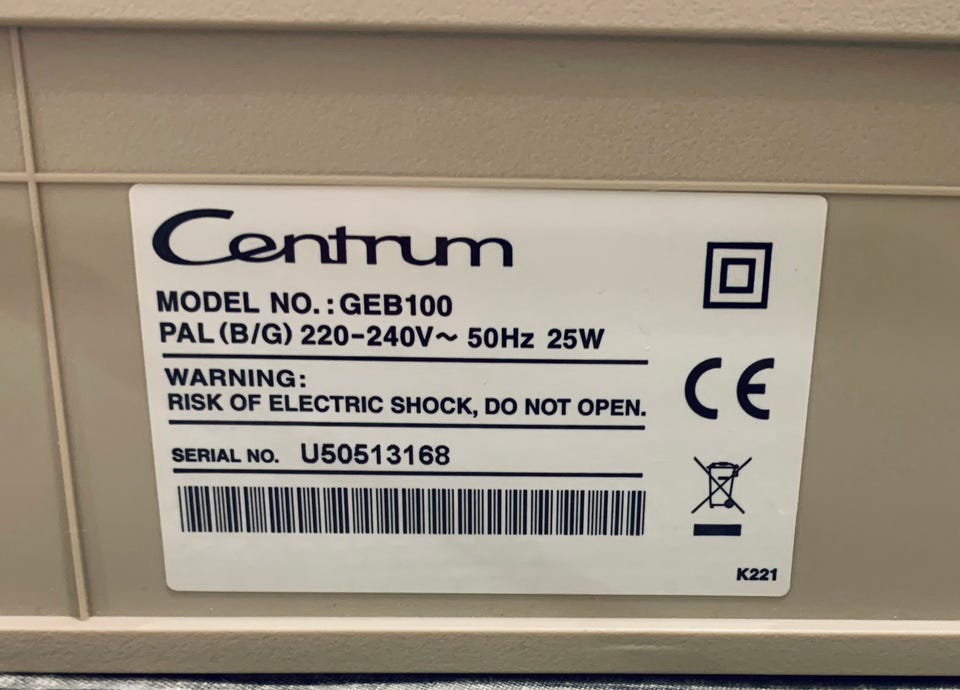 Centrum
MODEL NO.: GEB100
PAL (B/G) 220-240V~ 50Hz 25W
WARNING:
RISK OF ELECTRIC SHOCK, DO NOT OPEN.
SERIAL NO. U50513168
CE
K221